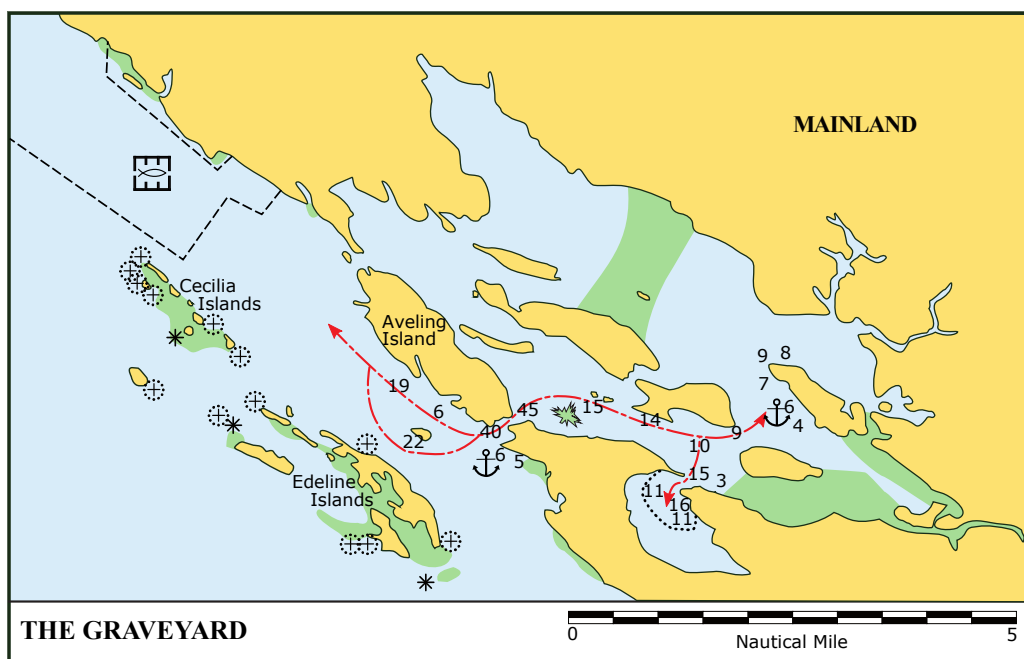 MAINLAND
Cecilia
Islands
Aveling
Island
9 8
7
19
6
45
15
14
6
4
22
40
9
10
6
5
15
3
11
16
11
Edeline
Islands
THE GRAVEYARD
0
5
Nautical Mile